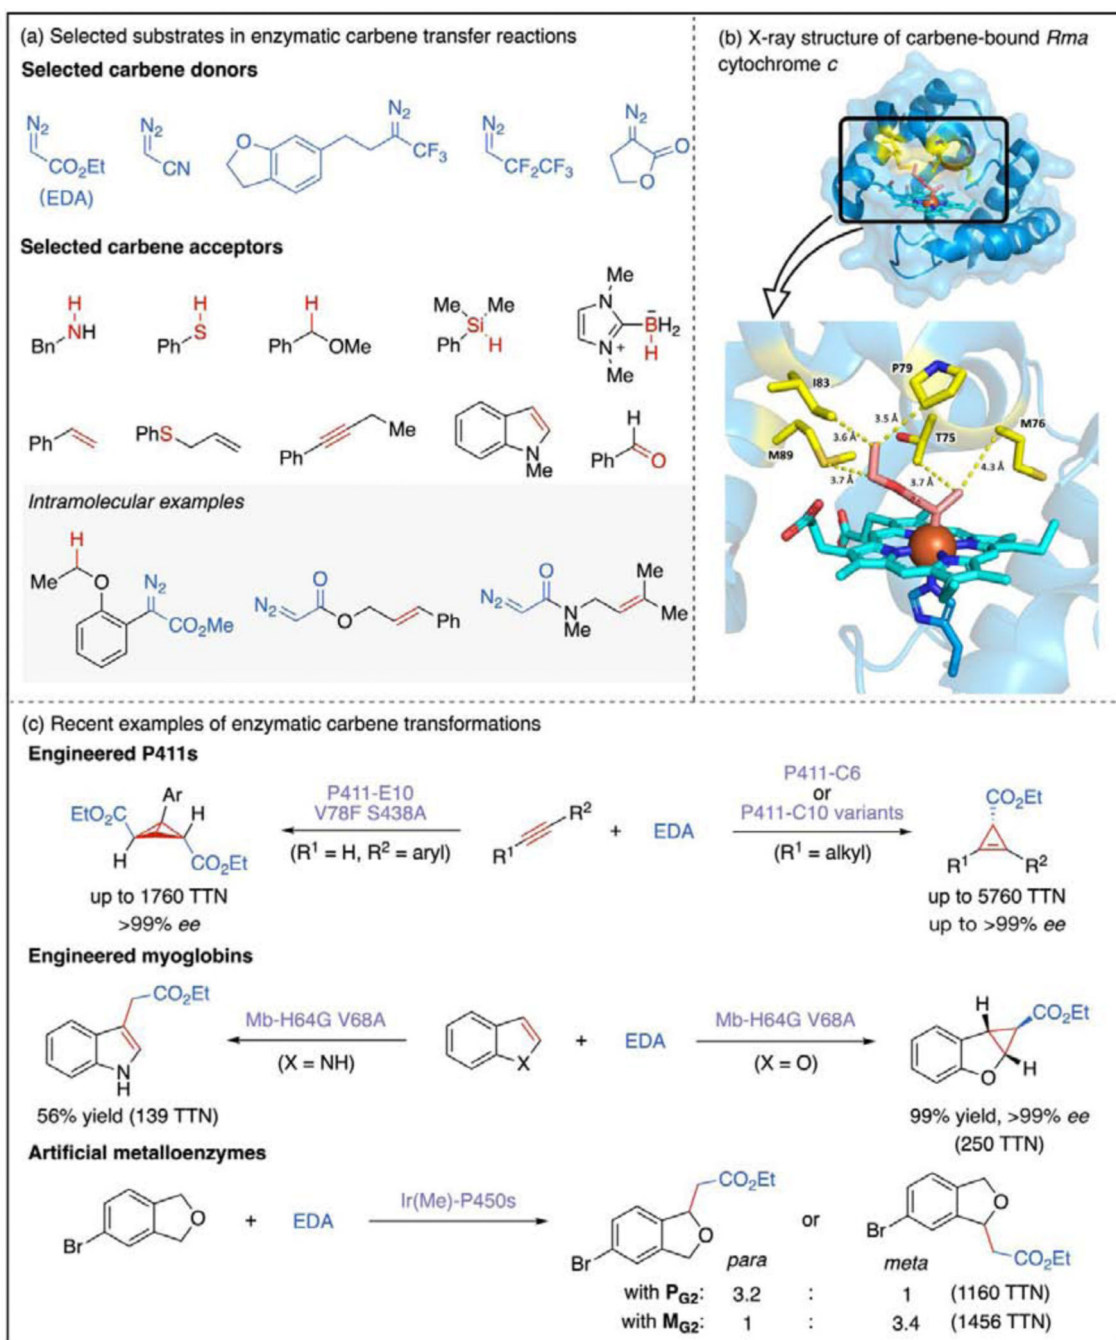 (a) Selected substrates in enzymatic carbene transfer reactions
Selected carbene donors
N2
CO2Et
(EDA)
N2
CN
O
N2
CF3
N2
CF2CF3
N2
O
O
Selected carbene acceptors
H
Bn
N
H
H
Ph
S
H
Ph
OMe
Me
Me
Si
Ph
H
Me
N
N
+
Me
−
BH2
H
Ph
PhS
Ph
Me
N
Me
H
Ph
O
Intramolecular examples
H
Me
O
N2
CO2Me
N2
O
O
Ph
N2
O
N
Me
Me
Me
(b) X-ray structure of carbene-bound Rma
cytochrome c
I83
P79
M76
T75
M89
3.5 Å
3.6 Å
3.7 Å
3.7 Å
4.3 Å
(c) Recent examples of enzymatic carbene transformations
Engineered P411s
EtO2C
Ar
H
H
CO2Et
up to 1760 TTN
>99% ee
P411-E10
V78F S438A
(R1 = H, R2 = aryl)
R1
R2
+
EDA
P411-C6
or
P411-C10 variants
(R1 = alkyl)
CO2Et
R1
R2
up to 5760 TTN
up to >99% ee
Engineered myoglobins
CO2Et
N
H
56% yield (139 TTN)
Mb-H64G V68A
(X = NH)
X
+
EDA
Mb-H64G V68A
(X = O)
H
CO2Et
O
H
99% yield, >99% ee
(250 TTN)
Artificial metalloenzymes
Br
O
+
EDA
Ir(Me)-P450s
CO2Et
Br
O
or
Br
O
CO2Et
para
meta
with PG2: 3.2 : 1 (1160 TTN)
with MG2: 1 : 3.4 (1456 TTN)